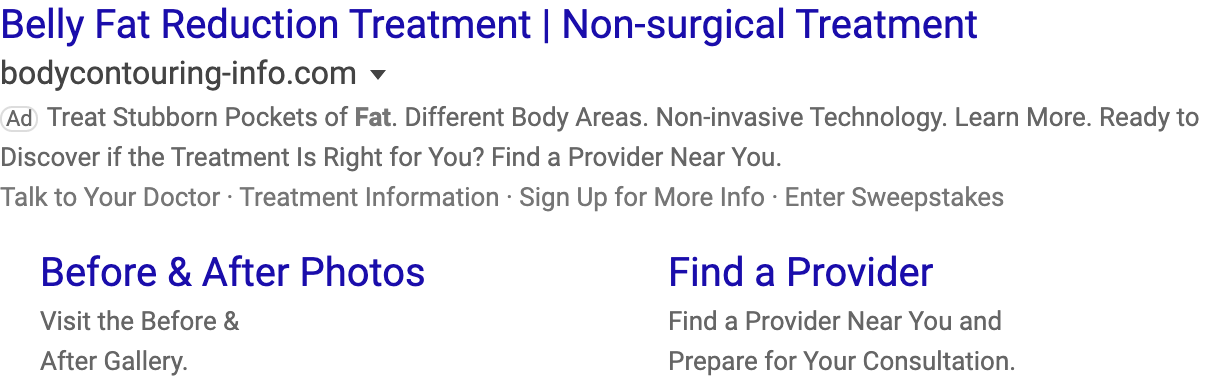 Belly Fat Reduction Treatment | Non-surgical Treatment
bodycontouring-info.com
Ad Treat Stubborn Pockets of Fat. Different Body Areas. Non-invasive Technology. Learn More. Ready to
Discover if the Treatment Is Right for You? Find a Provider Near You.
Talk to Your Doctor · Treatment Information · Sign Up for More Info · Enter Sweepstakes
Before & After Photos
Visit the Before &
After Gallery.
Find a Provider
Find a Provider Near You and
Prepare for Your Consultation.